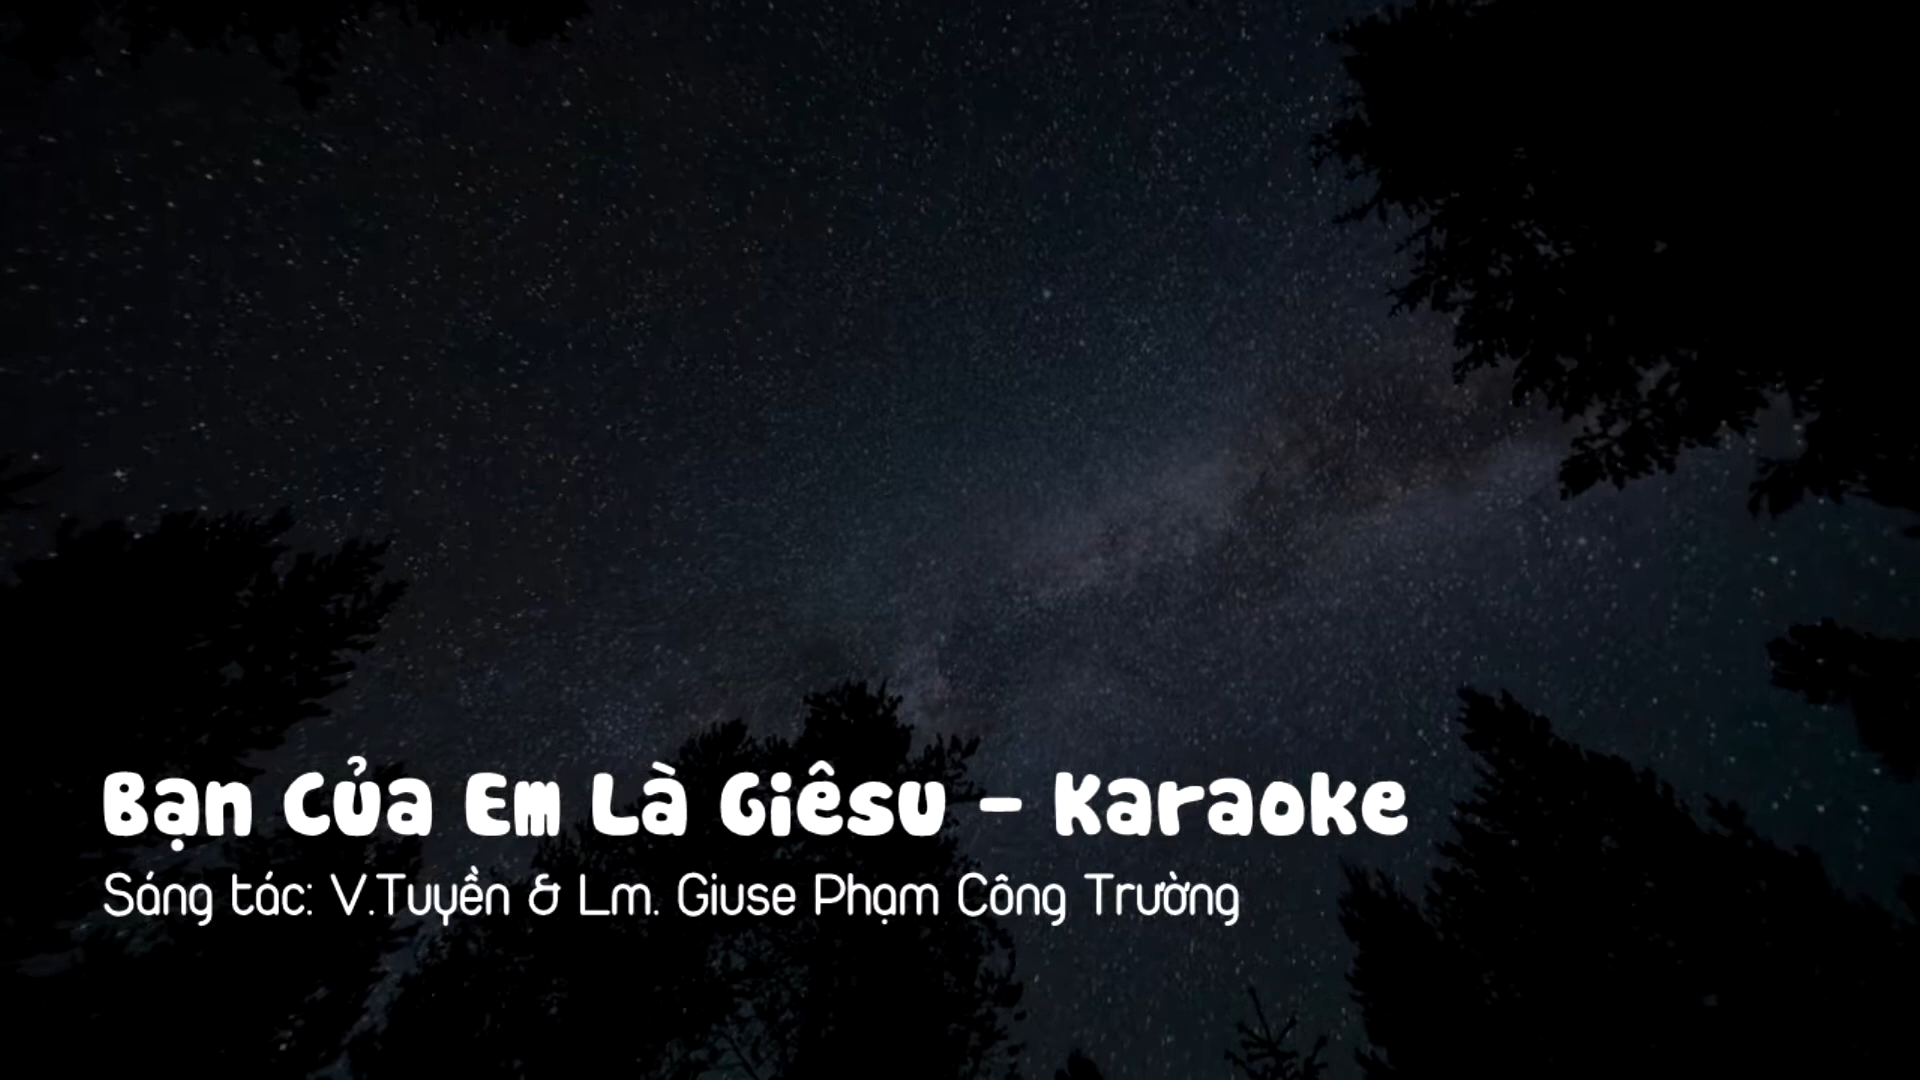 Bạn Của Em Là Giêsu - Karaoke
Sáng tác: V.Tuyền & Lm. Giuse Phạm Công Trường